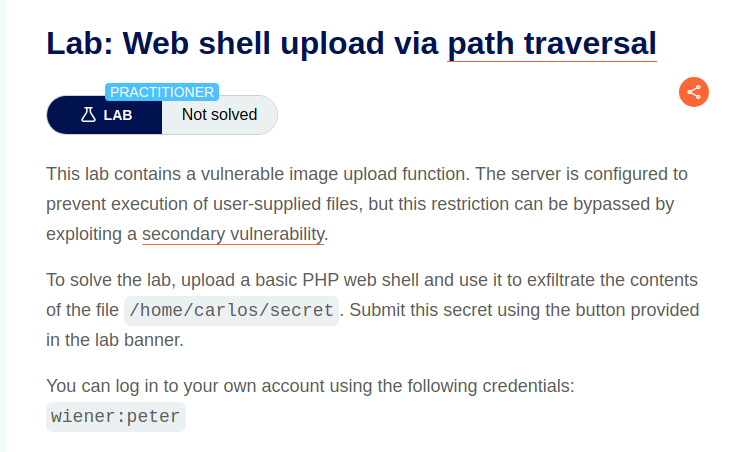 Lab: Web shell upload via path traversal
PRACTITIONER
LAB Not solved
This lab contains a vulnerable image upload function. The server is configured to
prevent execution of user-supplied files, but this restriction can be bypassed by
exploiting a secondary vulnerability.
To solve the lab, upload a basic PHP web shell and use it to exfiltrate the contents
of the file /home/carlos/secret. Submit this secret using the button provided
in the lab banner.
You can log in to your own account using the following credentials:
wiener:peter